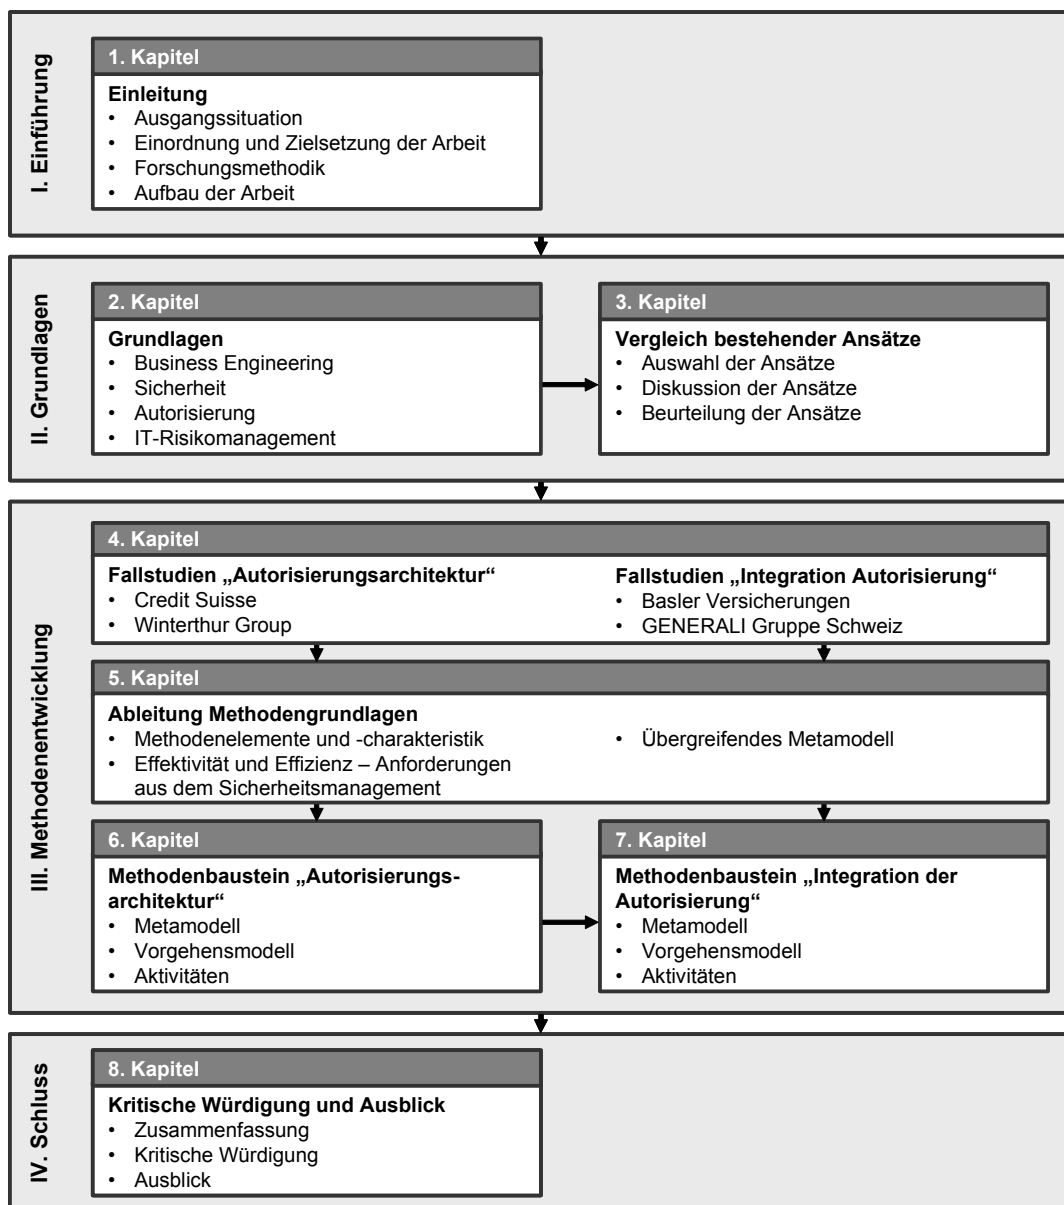 I. Einführung
1. Kapitel
Einleitung
• Ausgangssituation
• Einordnung und Zielsetzung der Arbeit
• Forschungsmethodik
• Aufbau der Arbeit
II. Grundlagen
2. Kapitel
Grundlagen
• Business Engineering
• Sicherheit
• Autorisierung
• IT-Risikomanagement
3. Kapitel
Vergleich bestehender Ansätze
• Auswahl der Ansätze
• Diskussion der Ansätze
• Beurteilung der Ansätze
III. Methodenentwicklung
4. Kapitel
Fallstudien „Autorisierungsarchitektur“
• Credit Suisse
• Winterthur Group
Fallstudien „Integration Autorisierung“
• Basler Versicherungen
• GENERALI Gruppe Schweiz
5. Kapitel
Ableitung Methodengrundlagen
• Methodenelemente und -charakteristik
• Effektivität und Effizienz – Anforderungen
aus dem Sicherheitsmanagement
• Übergreifendes Metamodell
6. Kapitel
Methodenbaustein „Autorisierungs-
architektur“
• Metamodell
• Vorgehensmodell
• Aktivitäten
7. Kapitel
Methodenbaustein „Integration der
Autorisierung“
• Metamodell
• Vorgehensmodell
• Aktivitäten
IV. Schluss
8. Kapitel
Kritische Würdigung und Ausblick
• Zusammenfassung
• Kritische Würdigung
• Ausblick